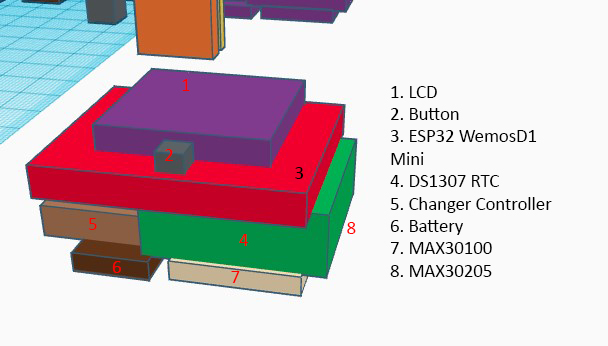 1
2
3
4
5
6
7
8
1. LCD
2. Button
3. ESP32 WemosD1
Mini
4. DS1307 RTC
5. Changer Controller
6. Battery
7. MAX30100
8. MAX30205